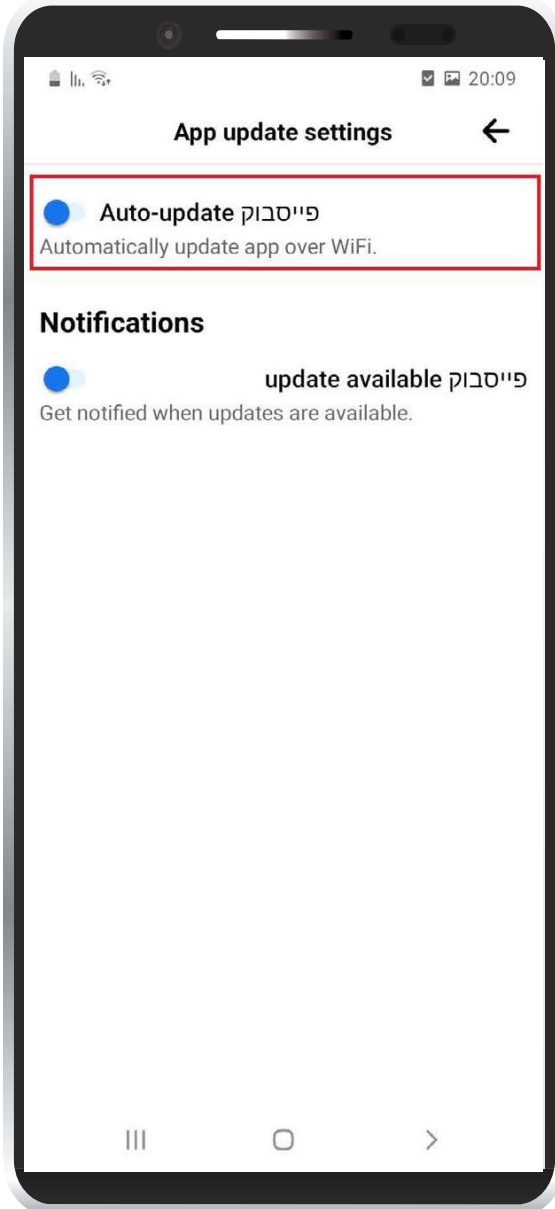 20:09
App update settings
Auto-update פייסבוק
Automatically update app over WiFi.
Notifications
פייסבוק update available
Get notified when updates are available.